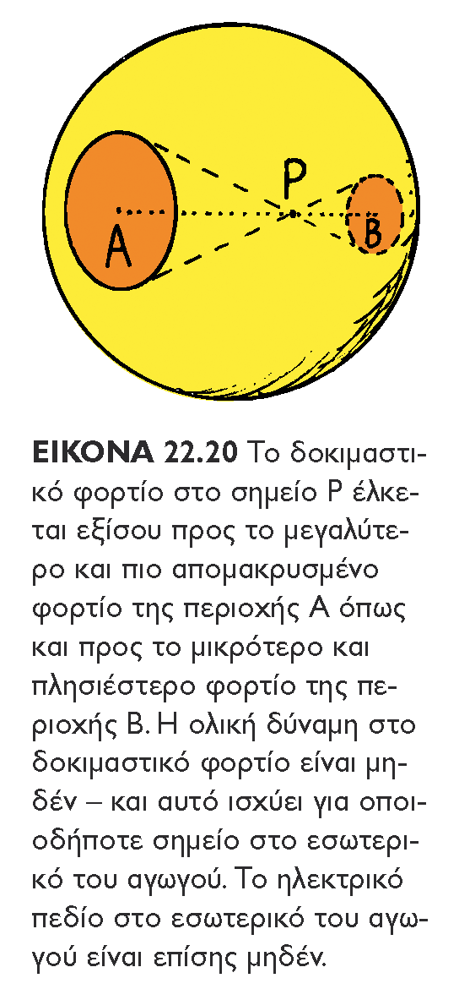 P
A
B
ΕΙΚΟΝΑ 22.20 Το δοκιμαστι-
κό φορτίο στο σημείο P έλκε-
ται εξίσου προς το μεγαλύτε-
ρο και πιο απομακρυσμένο
φορτίο της περιοχής Α όπως
και προς το μικρότερο και
πλησιέστερο φορτίο της πε-
ριοχής Β. Η ολική δύναμη στο
δοκιμαστικό φορτίο είναι μη-
δέν – και αυτό ισχύει για οποι-
οδήποτε σημείο στο εσωτερι-
κό του αγωγού. Το ηλεκτρικό
πεδίο στο εσωτερικό του αγω-
γού είναι επίσης μηδέν.